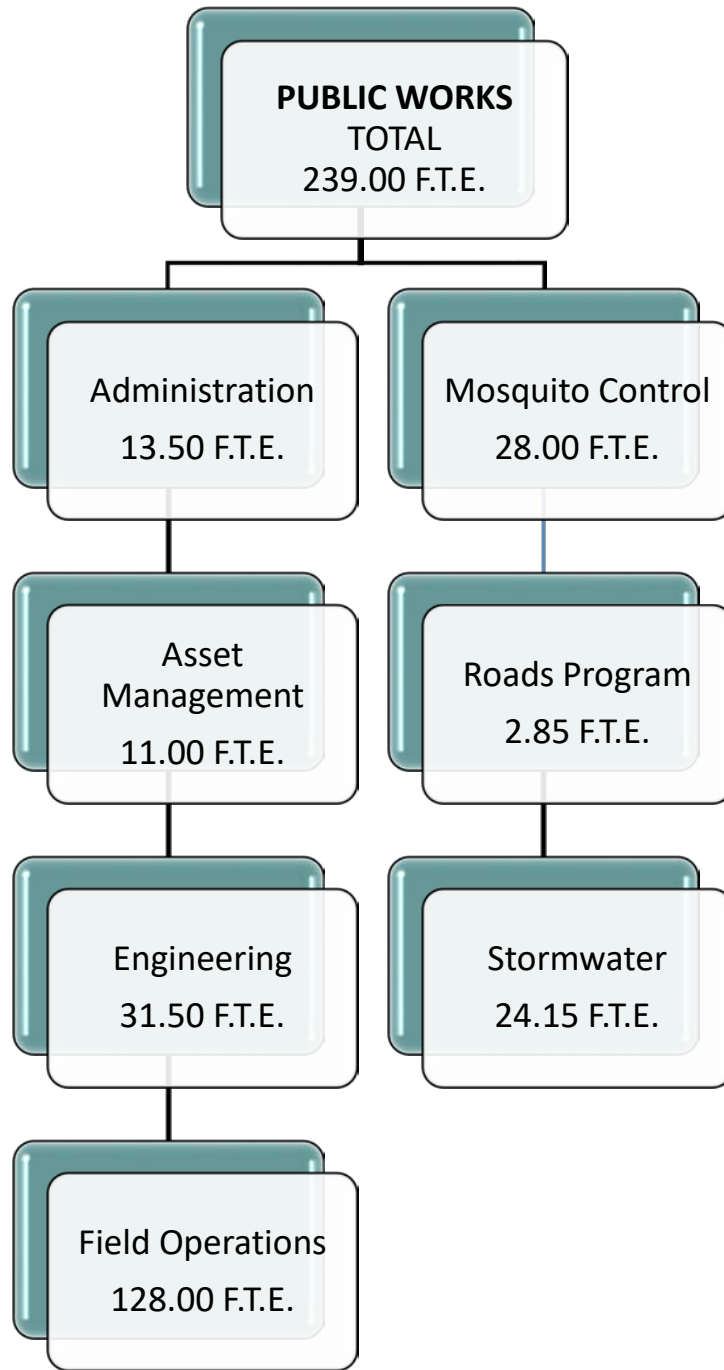 PUBLIC WORKS
TOTAL
239.00 F.T.E.
Administration
13.50 F.T.E.
Asset
Management
11.00 F.T.E.
Engineering
31.50 F.T.E.
Field Operations
128.00 F.T.E.
Mosquito Control
28.00 F.T.E.
Roads Program
2.85 F.T.E.
Stormwater
24.15 F.T.E.